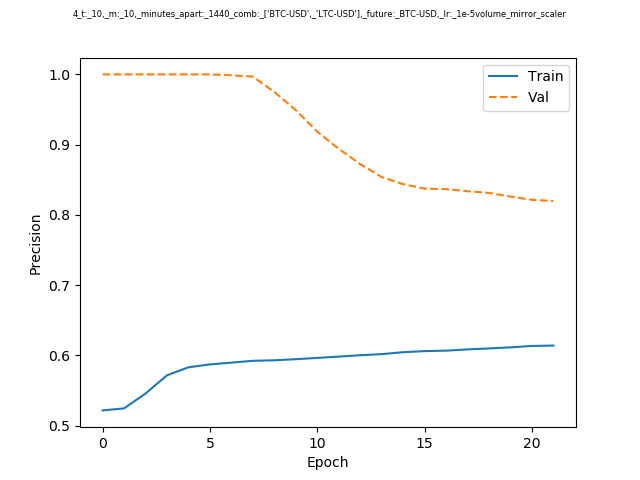 4_t:_10,_m:_10,_minutes_apart:_1440_comb:_['BTC-USD',_'LTC-USD'],_future:_BTC-USD,_lr:_1e-5volume_mirror_scaler
Train
Val
1.0
0.9
0.8
0.7
0.6
0.5
Precision
0 5 10 15 20
Epoch